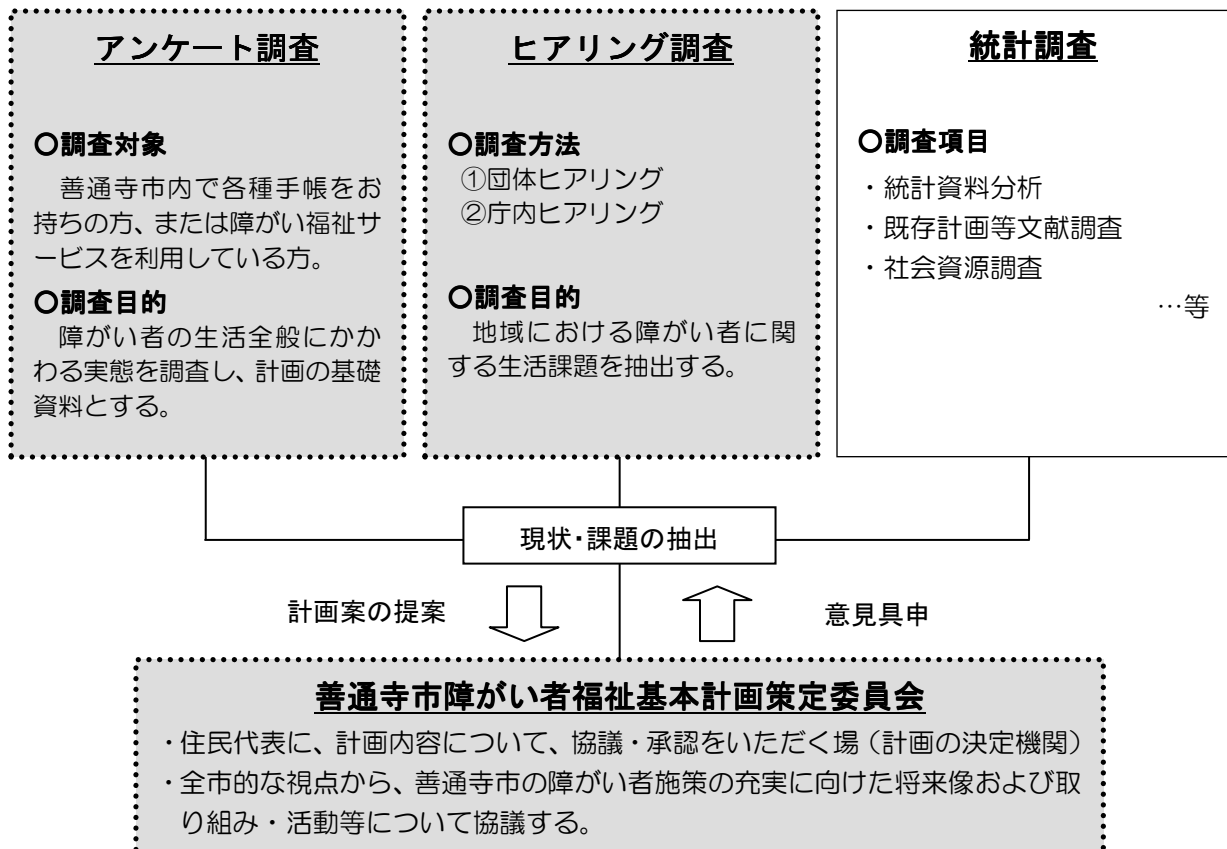 アンケート調査
〇調査対象
善通寺市内で各種手帳をお
持ちの方、または障がい福祉サ
ービスを利用している方。
〇調査目的
障がい者の生活全般にかか
わる実態を調査し、計画の基礎
資料とする。
ヒアリング調査
〇調査方法
①団体ヒアリング
②庁内ヒアリング
〇調査目的
地域における障がい者に関
する生活課題を抽出する。
統計調査
〇調査項目
・統計資料分析
・既存計画等文献調査
・社会資源調査
…等
現状・課題の抽出
計画案の提案
意見具申
善通寺市障がい者福祉基本計画策定委員会
・住民代表に、計画内容について、協議・承認をいただく場（計画の決定機関）
・全市的な視点から、善通寺市の障がい者施策の充実に向けた将来像および取
り組み・活動等について協議する。